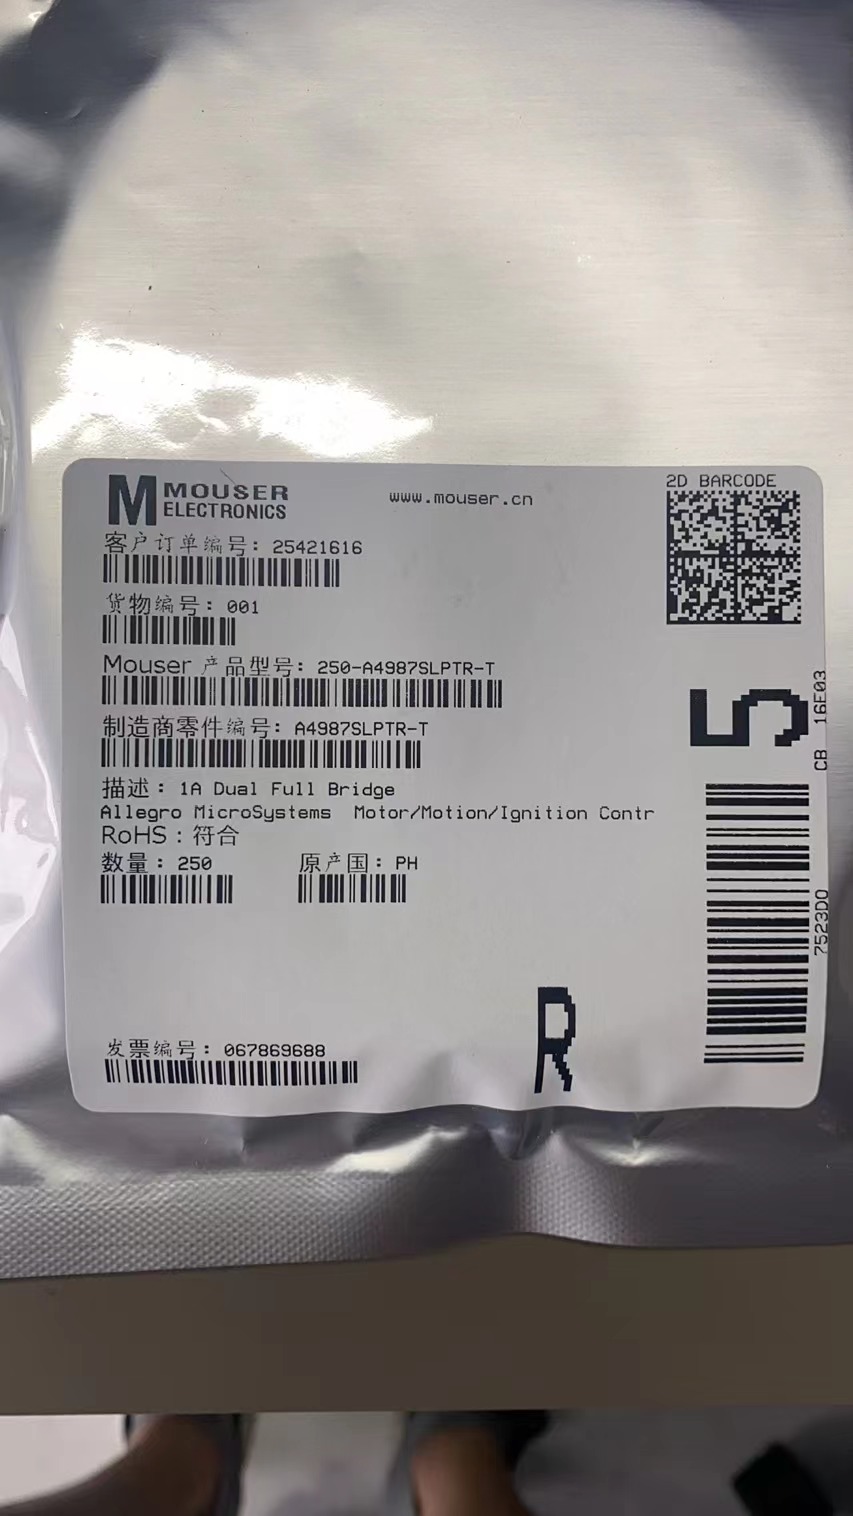 MOUSER
ELECTRONICS
www.mouser.cn
2D BARCODE
客户订单编号: 25421616
货物编号: 001
Mouser 产品型号: 250-A4987SLPTR-T
制造商零件编号: A4987SLPTR-T
描述: 1A Dual Full Bridge
Allegro MicroSystems Motor/Motion/Ignition Contr
RoHS : 符合
数量: 250 原产国: PH
发票编号: 067869688
R
5
CB 16E03
7523D0